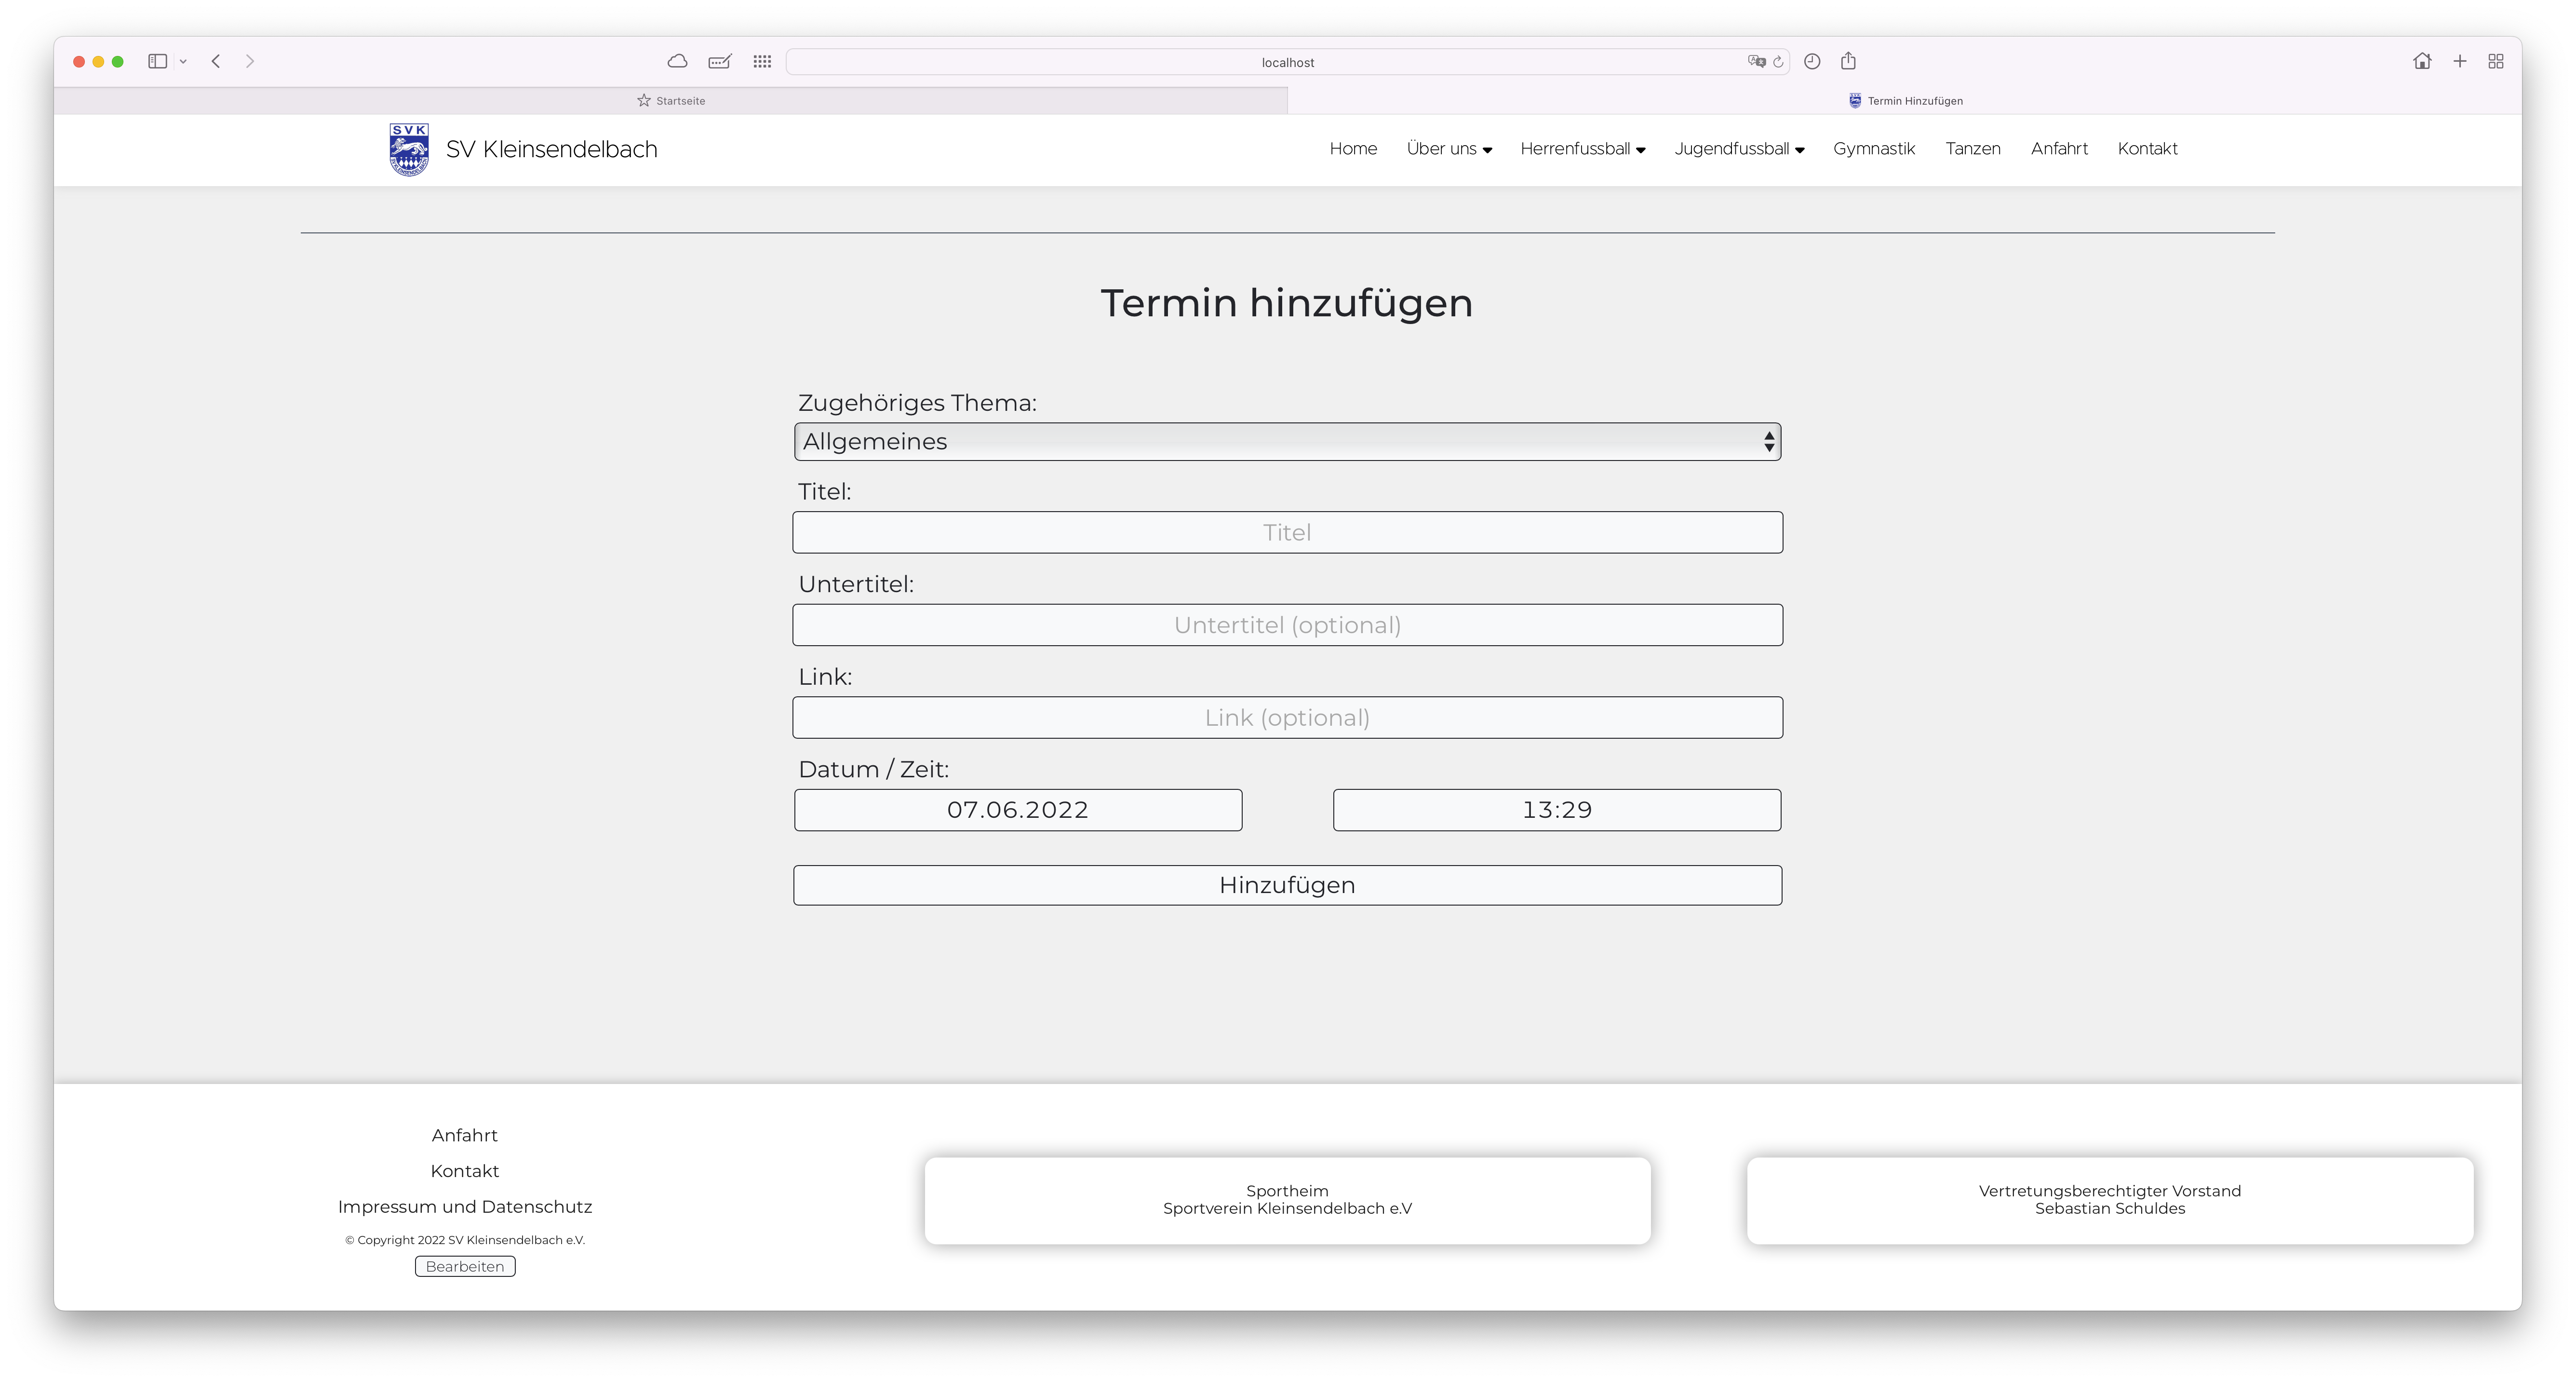 localhost
Startseite
Termin Hinzufügen
SVK
SV Kleinsendelbach
Home Über uns Herrenfussball Jugendfussball Gymnastik Tanzen Anfahrt Kontakt
Termin hinzufügen
Zugehöriges Thema:
Allgemeines
Titel:
Titel
Untertitel:
Untertitel (optional)
Link:
Link (optional)
Datum / Zeit:
07.06.2022 13:29
Hinzufügen
Anfahrt
Kontakt
Impressum und Datenschutz
© Copyright 2022 SV Kleinsendelbach e.V.
Bearbeiten
Sportheim
Sportverein Kleinsendelbach e.V
Vertretungsberechtigter Vorstand
Sebastian Schuldes